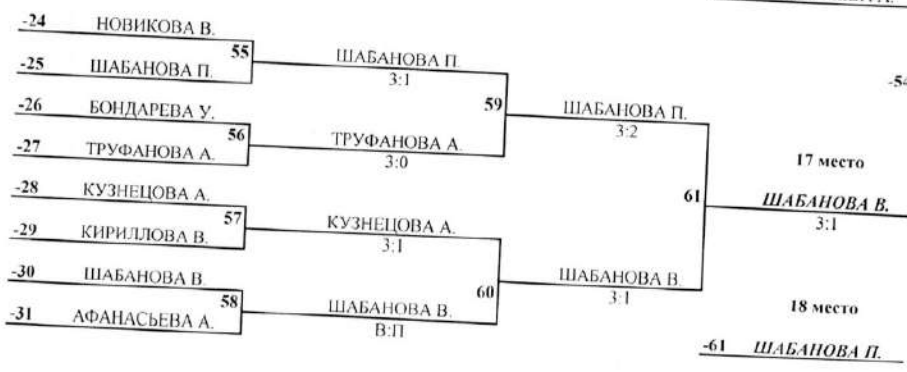 -24 НОВИКОВА В.
55
-25 ШАБАНОВА П.
ШАБАНОВА П.
3:1
-26 БОНДАРЕВА У.
56
-27 ТРУФАНОВА А.
ТРУФАНОВА А.
3:0
59
ШАБАНОВА П.
3:2
-28 КУЗНЕЦОВА А.
57
-29 КИРИЛЛОВА В.
КУЗНЕЦОВА А.
3:1
-30 ШАБАНОВА В.
58
-31 АФАНАСЬЕВА А.
ШАБАНОВА В.
В:П
60
ШАБАНОВА В.
3:1
61
-54
17 место
ШАБАНОВА В.
3:1
18 место
-61 ШАБАНОВА П.